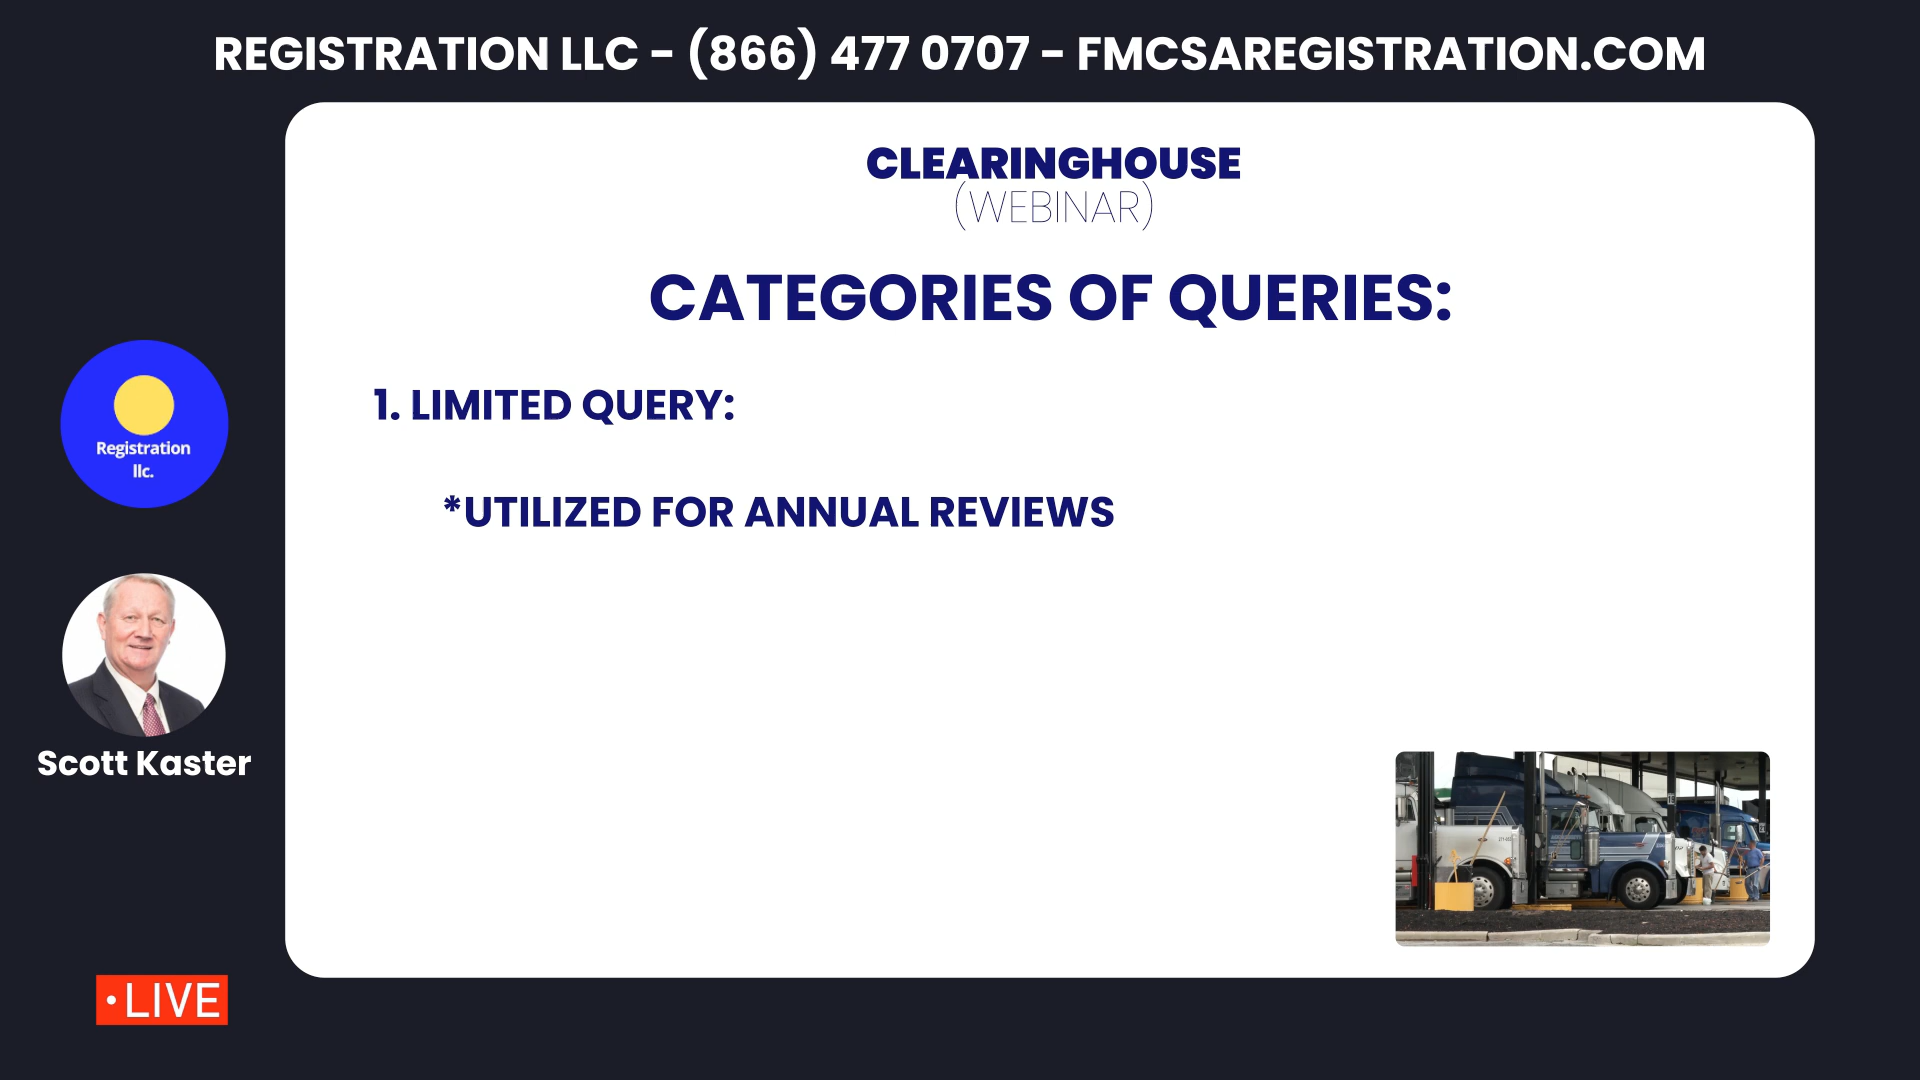 REGISTRATION LLC - (866) 477 0707 - FMCSAREGISTRATION.COM
CLEARINGHOUSE
(WEBINAR)
CATEGORIES OF QUERIES:
1. LIMITED QUERY:
*UTILIZED FOR ANNUAL REVIEWS
Registration
llc.
Scott Kaster
• LIVE